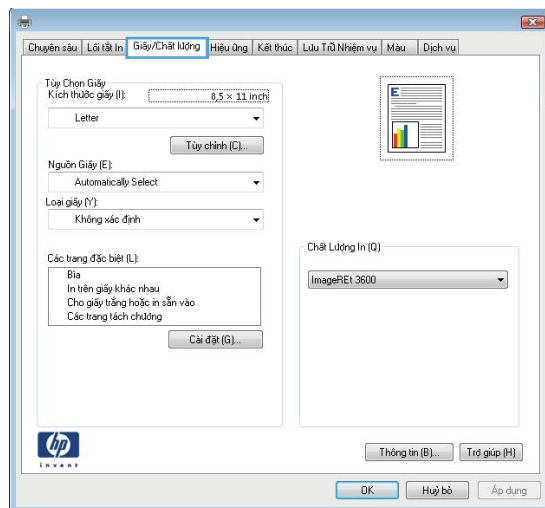 Chuyên sâu Lối tắt In Giấy/Chất lượng Hiệu ứng Kết thúc Lưu Trữ Nhiệm vụ Màu Dịch vụ
Tùy Chọn Giấy
Kích thước giấy (I): 8,5 × 11 inch
Letter
Tùy chỉnh (C)...
Nguồn Giấy (E):
Automatically Select
Loại giấy (Y):
Không xác định
Các trang đặc biệt (L):
Bìa
In trên giấy khác nhau
Cho giấy trắng hoặc in sẵn vào
Các trang tách chương
Cài đặt (G)...
E
Chất Lượng In (Q)
ImageREt 3600
hp
invent
Thông tin (B)... Trợ giúp (H)
OK Huỷ bỏ Áp dụng